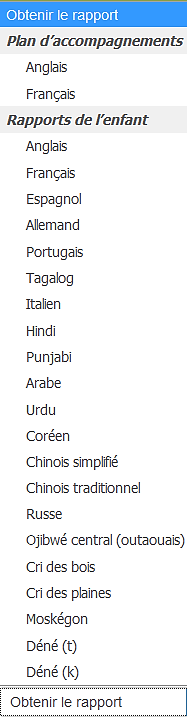 Obtenir le rapport
Plan d’accompagnements
Anglais
Français
Rapports de l’enfant
Anglais
Français
Espagnol
Allemand
Portugais
Tagalog
Italien
Hindi
Punjabi
Arabe
Urdu
Coréen
Chinois simplifié
Chinois traditionnel
Russe
Ojibwé central (outaouais)
Cri des bois
Cri des plaines
Moskégon
Déné (t)
Déné (k)
Obtenir le rapport